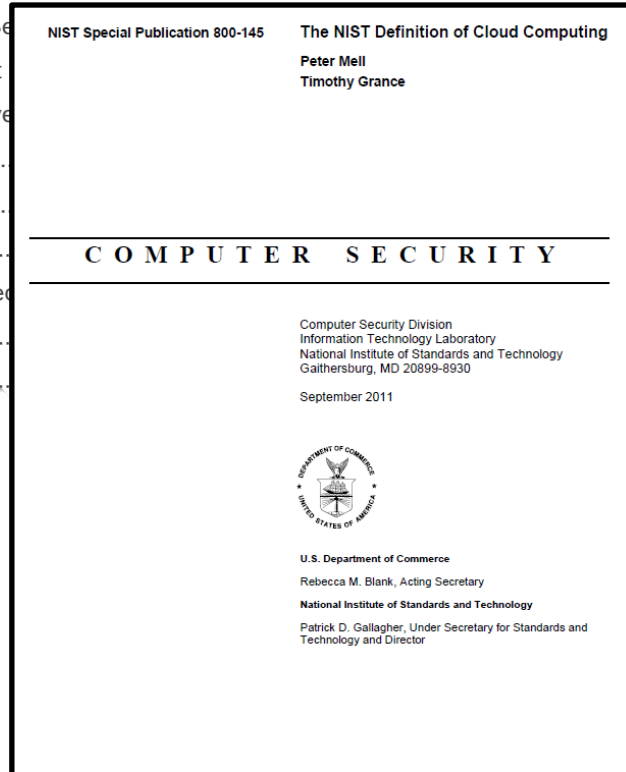 NIST Special Publication 800-145
The NIST Definition of Cloud Computing
Peter Mell
Timothy Grance
COMPUTER SECURITY
Computer Security Division
Information Technology Laboratory
National Institute of Standards and Technology
Gaithersburg, MD 20899-8930
September 2011
DEPARTMENT OF COMMERCE
UNITED STATES OF AMERICA
U.S. Department of Commerce
Rebecca M. Blank, Acting Secretary
National Institute of Standards and Technology
Patrick D. Gallagher, Under Secretary for Standards and
Technology and Director